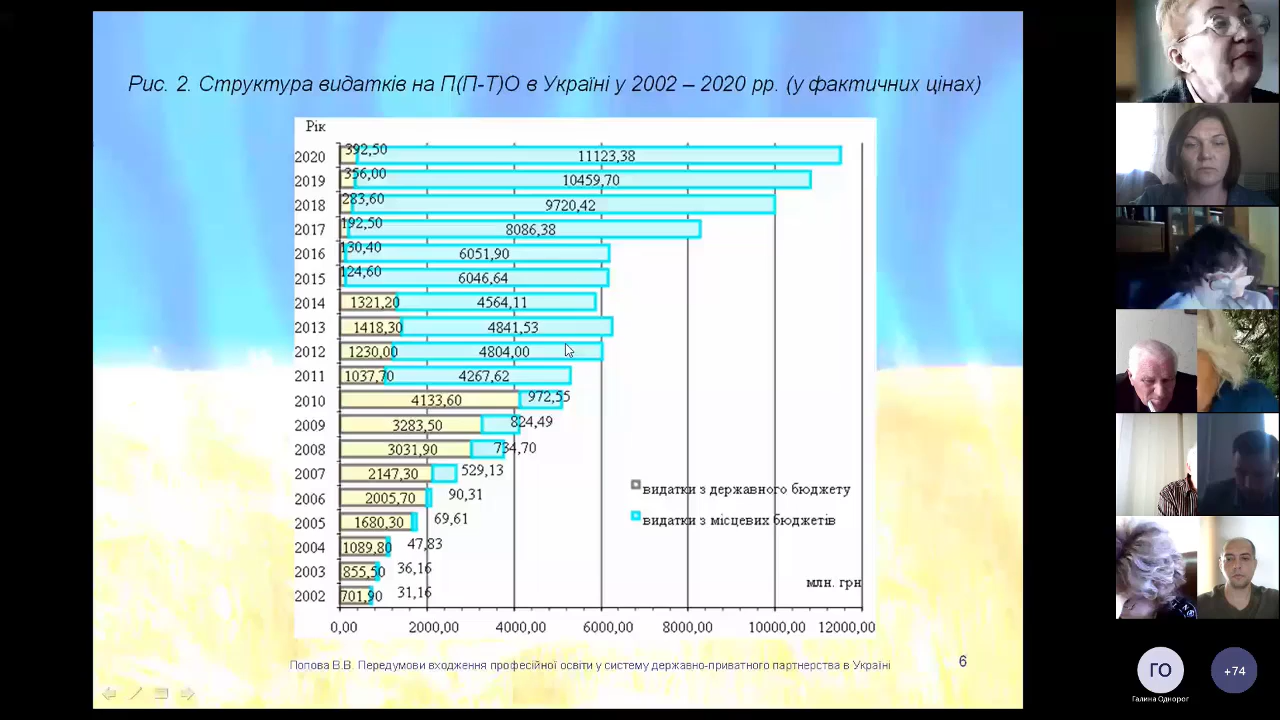 Рис. 2. Структура видатків на П(П-Т)О в Україні у 2002 – 2020 рр. (у фактичних цінах)
Рік
2020 392,50 11123,38
2019 356,00 10459,70
2018 283,60 9720,42
2017 192,50 8086,38
2016 130,40 6051,90
2015 124,60 6046,64
2014 1321,20 4564,11
2013 1418,30 4841,53
2012 1230,00 4804,00
2011 1037,70 4267,62
2010 4133,60 972,55
2009 3283,50 824,49
2008 3031,90 734,70
2007 2147,30 529,13
2006 2005,70 90,31
2005 1680,30 69,61
2004 1089,80 47,83
2003 855,50 36,16
2002 701,90 31,16
видатки з державного бюджету
видатки з місцевих бюджетів
млн. грн
0,00 2000,00 4000,00 6000,00 8000,00 10000,00 12000,00
Попова В.В. Передумови входження професійної освіти у систему державно-приватного партнерства в Україні
6
ГО
+74
Галина Однорог